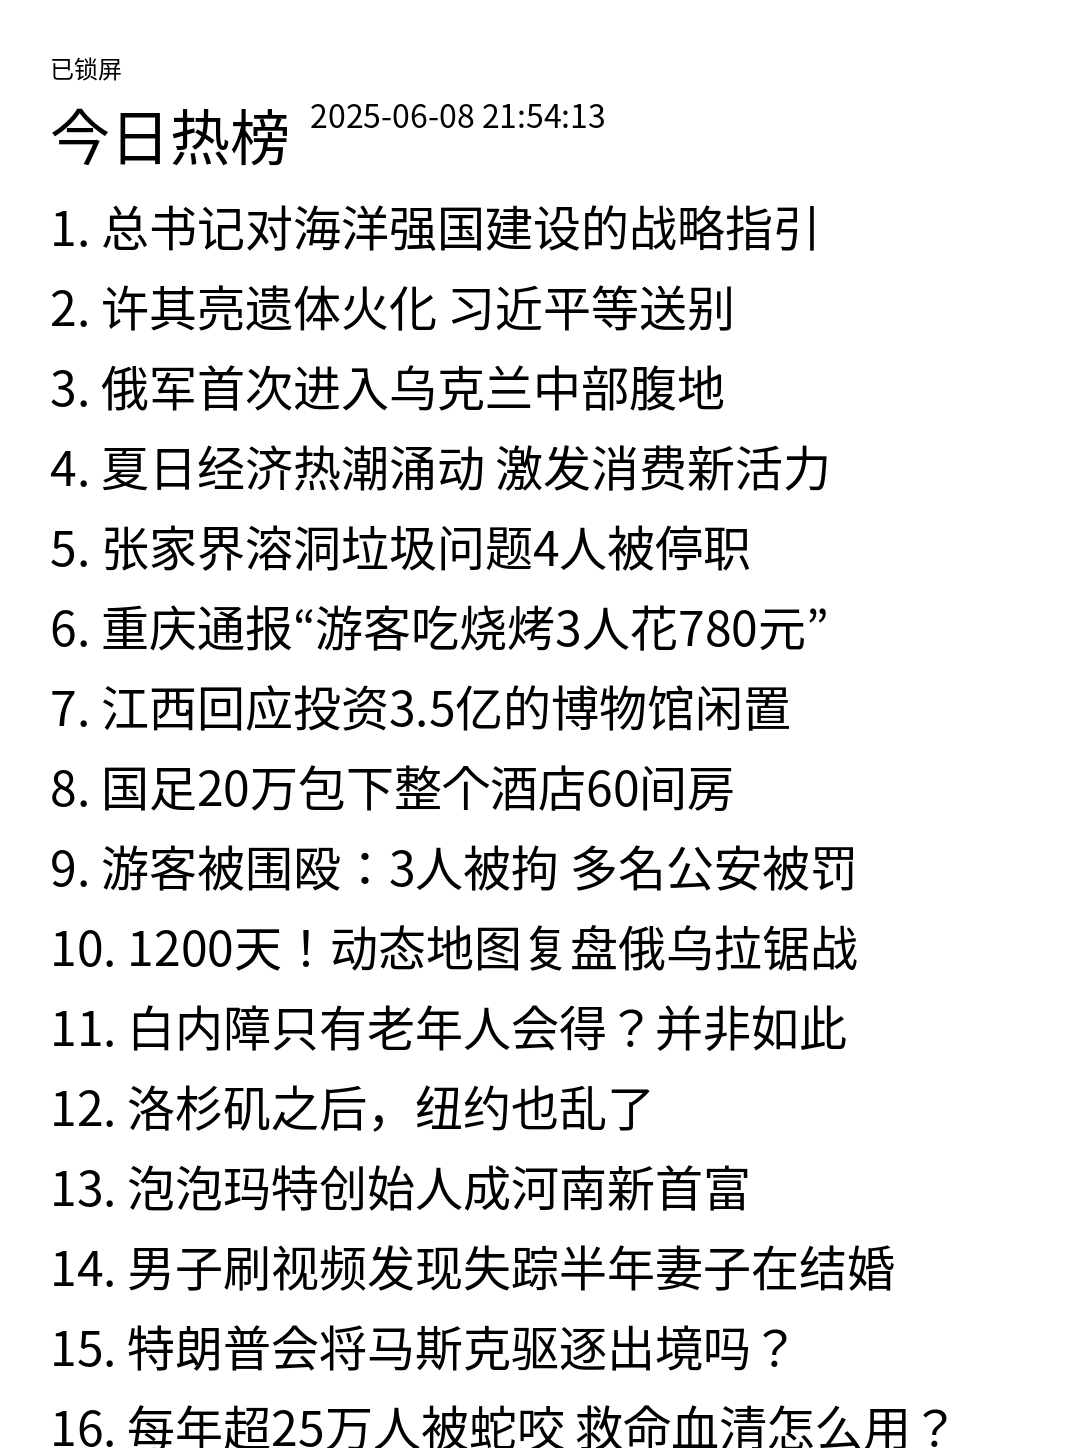 已锁屏
今日热榜 2025-06-08 21:54:13
1. 总书记对海洋强国建设的战略指引
2. 许其亮遗体火化 习近平等送别
3. 俄军首次进入乌克兰中部腹地
4. 夏日经济热潮涌动 激发消费新活力
5. 张家界溶洞垃圾问题4人被停职
6. 重庆通报“游客吃烧烤3人花780元”
7. 江西回应投资3.5亿的博物馆闲置
8. 国足20万包下整个酒店60间房
9. 游客被围殴：3人被拘 多名公安被罚
10. 1200天！动态地图复盘俄乌拉锯战
11. 白内障只有老年人会得？并非如此
12. 洛杉矶之后，纽约也乱了
13. 泡泡玛特创始人成河南新首富
14. 男子刷视频发现失踪半年妻子在结婚
15. 特朗普会将马斯克驱逐出境吗？
16. 每年超25万人被蛇咬 救命血清怎么用？